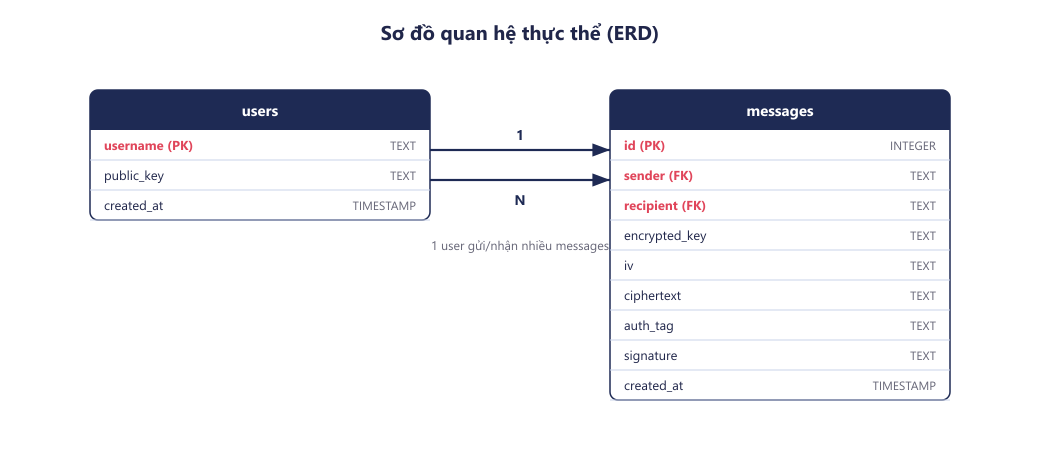 Sơ đồ quan hệ thực thể (ERD)
users
username (PK) TEXT
public_key TEXT
created_at TIMESTAMP
1
N
1 user gửi/nhận nhiều messages
messages
id (PK) INTEGER
sender (FK) TEXT
recipient (FK) TEXT
encrypted_key TEXT
iv TEXT
ciphertext TEXT
auth_tag TEXT
signature TEXT
created_at TIMESTAMP